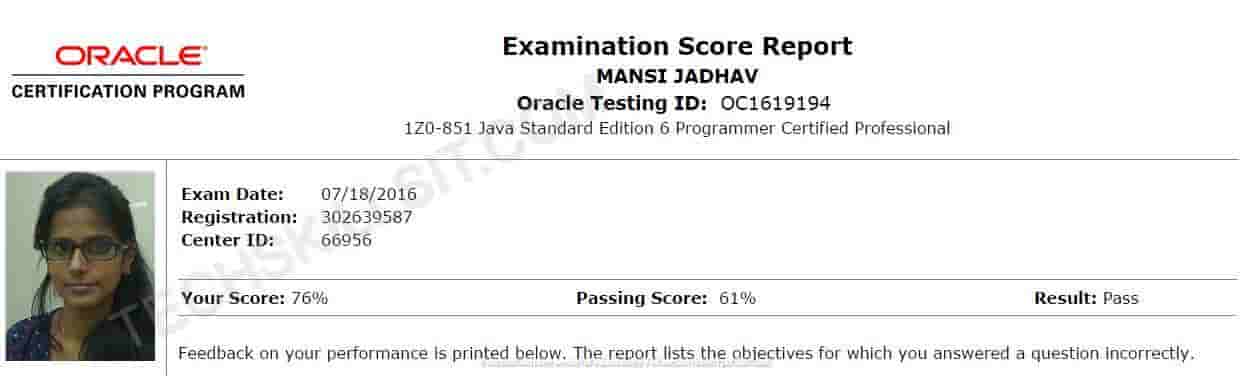 ORACLE®
CERTIFICATION PROGRAM
Examination Score Report
MANSI JADHAV
Oracle Testing ID: OC1619194
1Z0-851 Java Standard Edition 6 Programmer Certified Professional
Exam Date: 07/18/2016
Registration: 302639587
Center ID: 66956
Your Score: 76% Passing Score: 61% Result: Pass
Feedback on your performance is printed below. The report lists the objectives for which you answered a question incorrectly.